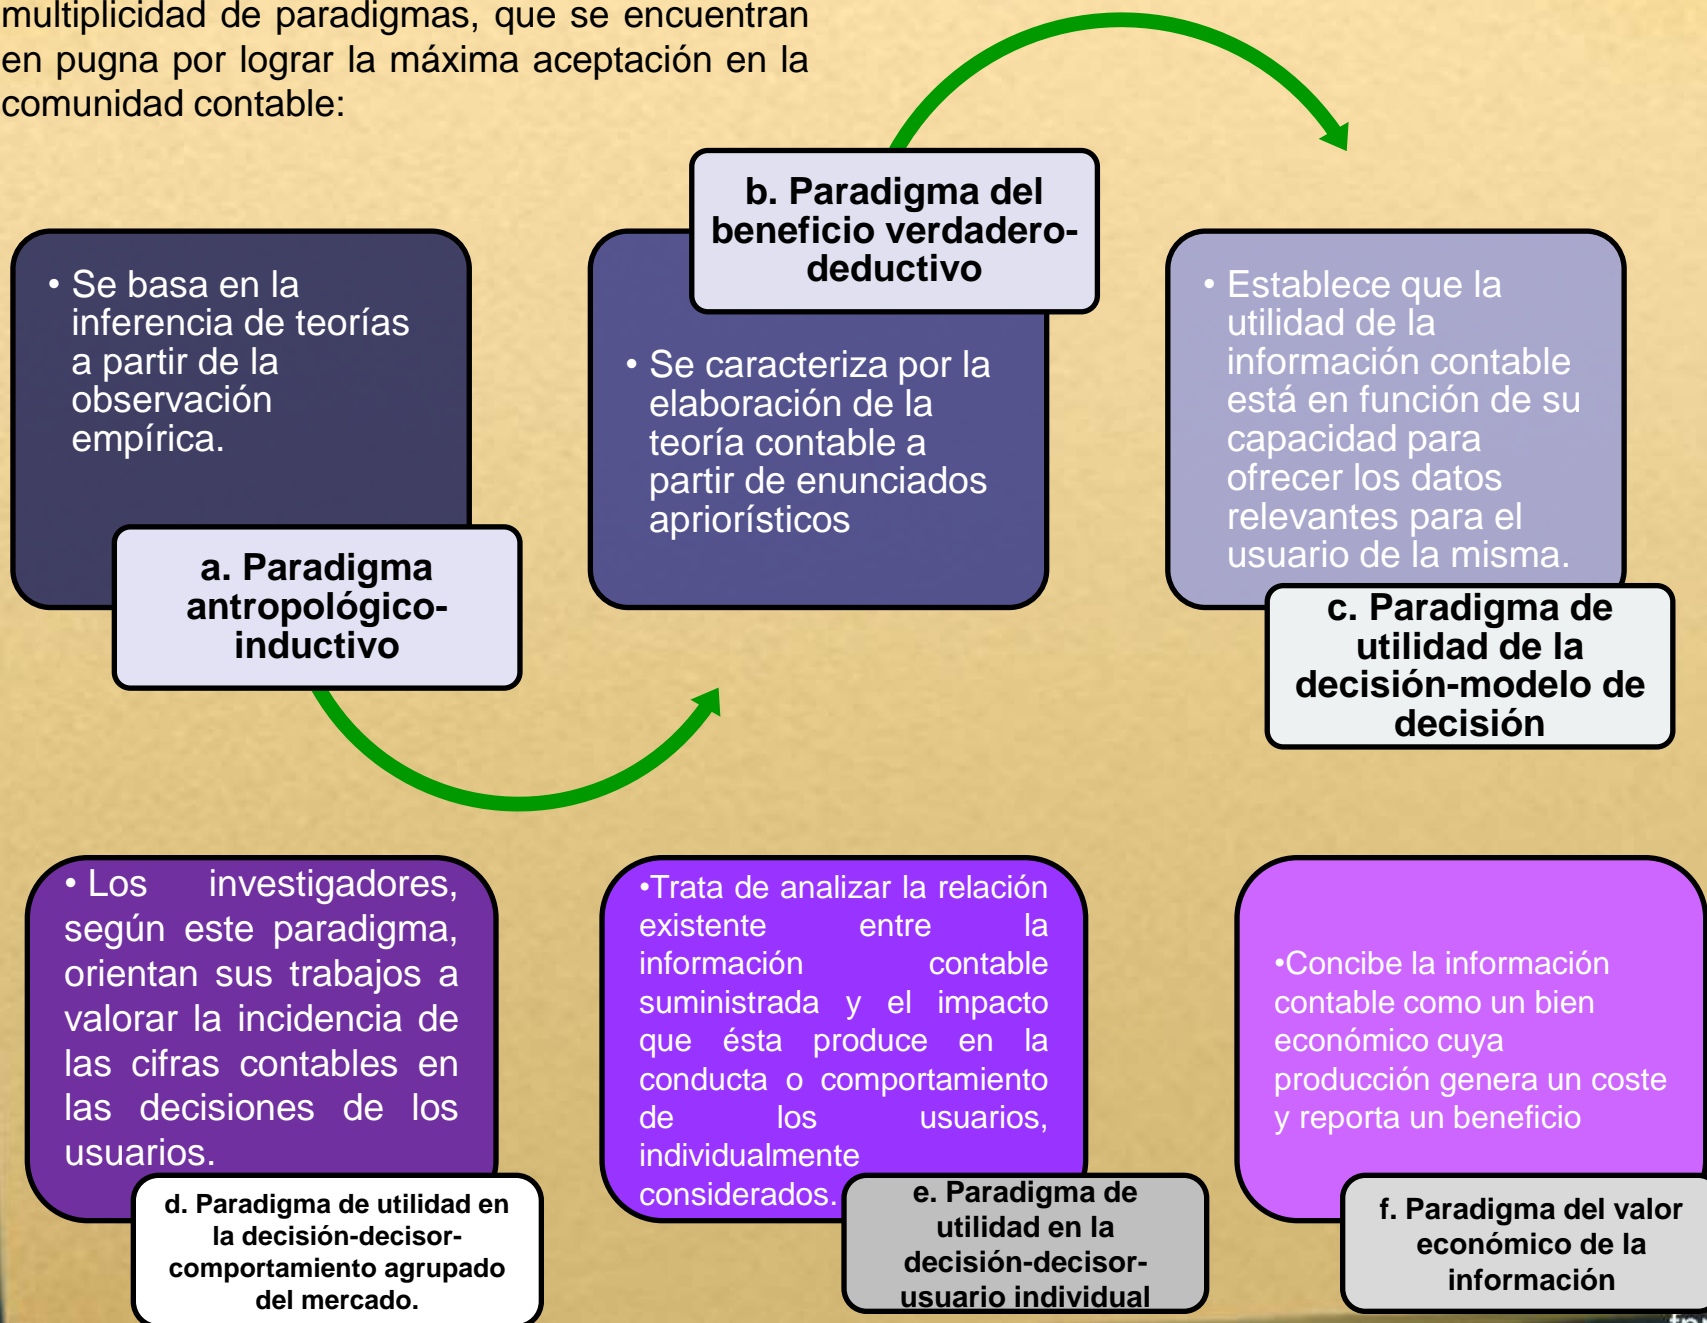 multiplicidad de paradigmas, que se encuentran
en pugna por lograr la máxima aceptación en la
comunidad contable:
• Se basa en la
inferencia de teorías
a partir de la
observación
empírica.
a. Paradigma
antropológico-
inductivo
b. Paradigma del
beneficio verdadero-
deductivo
• Se caracteriza por la
elaboración de la
teoría contable a
partir de enunciados
apriorísticos
• Establece que la
utilidad de la
información contable
está en función de su
capacidad para
ofrecer los datos
relevantes para el
usuario de la misma.
c. Paradigma de
utilidad de la
decisión-modelo de
decisión
• Los investigadores,
según este paradigma,
orientan sus trabajos a
valorar la incidencia de
las cifras contables en
las decisiones de los
usuarios.
d. Paradigma de utilidad en
la decisión-decisor-
comportamiento agrupado
del mercado.
•Trata de analizar la relación
existente entre la
información contable
suministrada y el impacto
que ésta produce en la
conducta o comportamiento
de los usuarios,
individualmente
considerados.
e. Paradigma de
utilidad en la
decisión-decisor-
usuario individual
•Concibe la información
contable como un bien
económico cuya
producción genera un coste
y reporta un beneficio
f. Paradigma del valor
económico de la
información